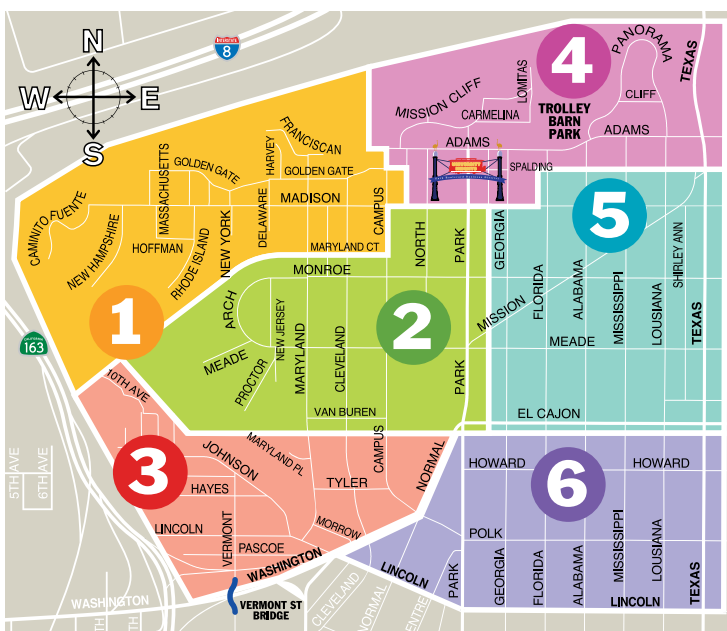 N
W
E
S
INTERSTATE
8
CALIFORNIA
163
1
2
3
4
5
6
PANORAMA
TEXAS
LOMITAS
MISSION CLIFF
CARMELINA
TROLLEY
BARN
PARK
CLIFF
ADAMS
ADAMS
SPALDING
FRANCISCAN
HARVEY
MASSACHUSETTS
GOLDEN GATE
GOLDEN GATE
MADISON
CAMPUS
CAMINITO FUENTE
NEW HAMPSHIRE
HOFFMAN
RHODE ISLAND
NEW YORK
DELAWARE
MARYLAND CT
MONROE
NORTH
PARK
GEORGIA
ARCH
MEADE
PROCTOR
NEW JERSEY
MARYLAND
CLEVELAND
PARK
VAN BUREN
MISSION
FLORIDA
ALABAMA
MISSISSIPPI
LOUISIANA
SHIRLEY ANN
TEXAS
MEADE
EL CAJON
10TH AVE
JOHNSON
MARYLAND PL
CAMPUS
NORMAL
TYLER
HAYES
LINCOLN
VERMONT
PASCOE
MORROW
WASHINGTON
HOWARD
HOWARD
POLK
PARK
GEORGIA
FLORIDA
ALABAMA
MISSISSIPPI
LOUISIANA
TEXAS
LINCOLN
LINCOLN
5TH AVE
6TH AVE
WASHINGTON
VERMONT ST
BRIDGE
CLEVELAND
NORMAL
CENTRE